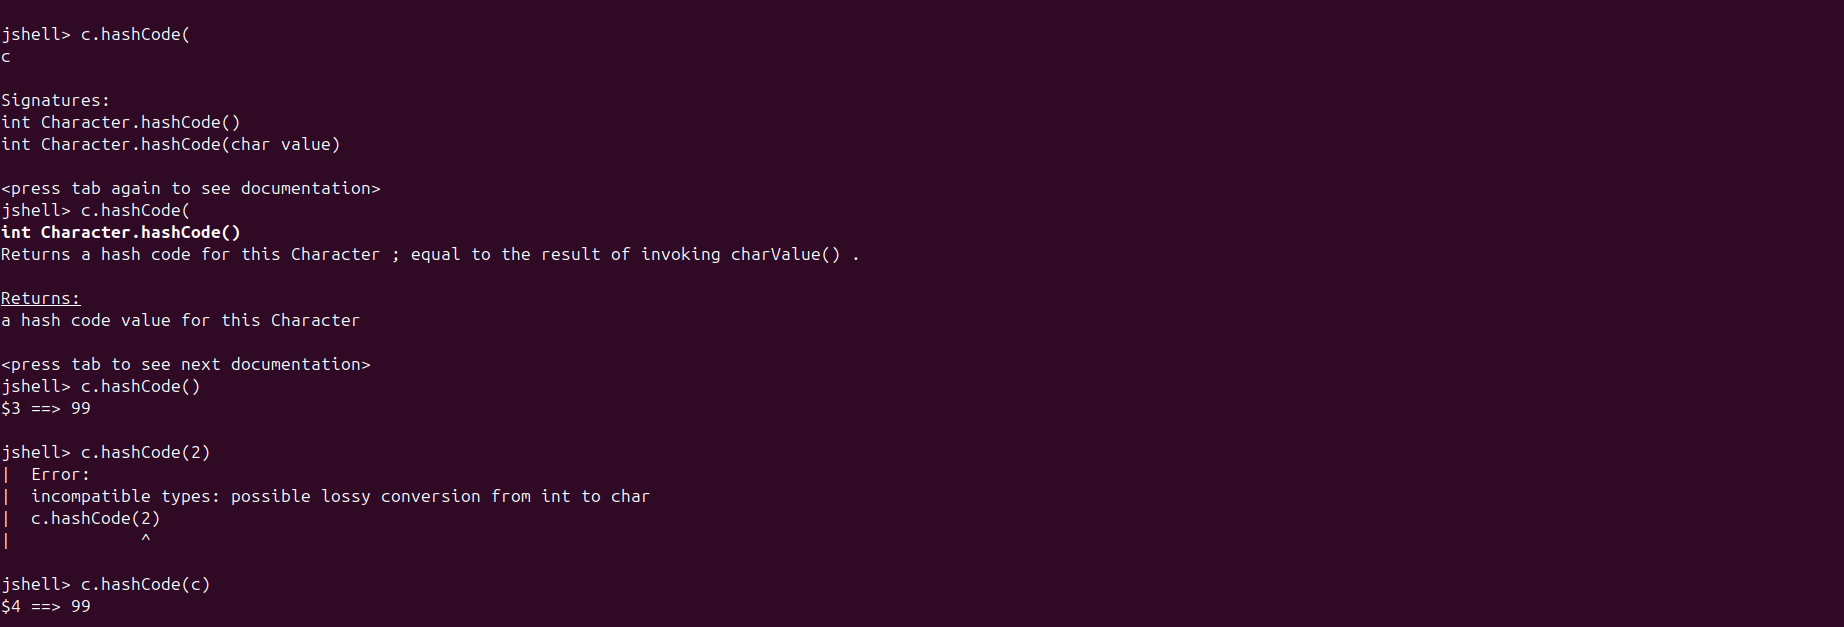 jshell> c.hashCode(
c
Signatures:
int Character.hashCode()
int Character.hashCode(char value)
<press tab again to see documentation>
jshell> c.hashCode(
int Character.hashCode()
Returns a hash code for this Character ; equal to the result of invoking charValue() .
Returns:
a hash code value for this Character
<press tab to see next documentation>
jshell> c.hashCode()
$3 ==> 99
jshell> c.hashCode(2)
|  Error:
|  incompatible types: possible lossy conversion from int to char
|  c.hashCode(2)
|             ^
jshell> c.hashCode(c)
$4 ==> 99